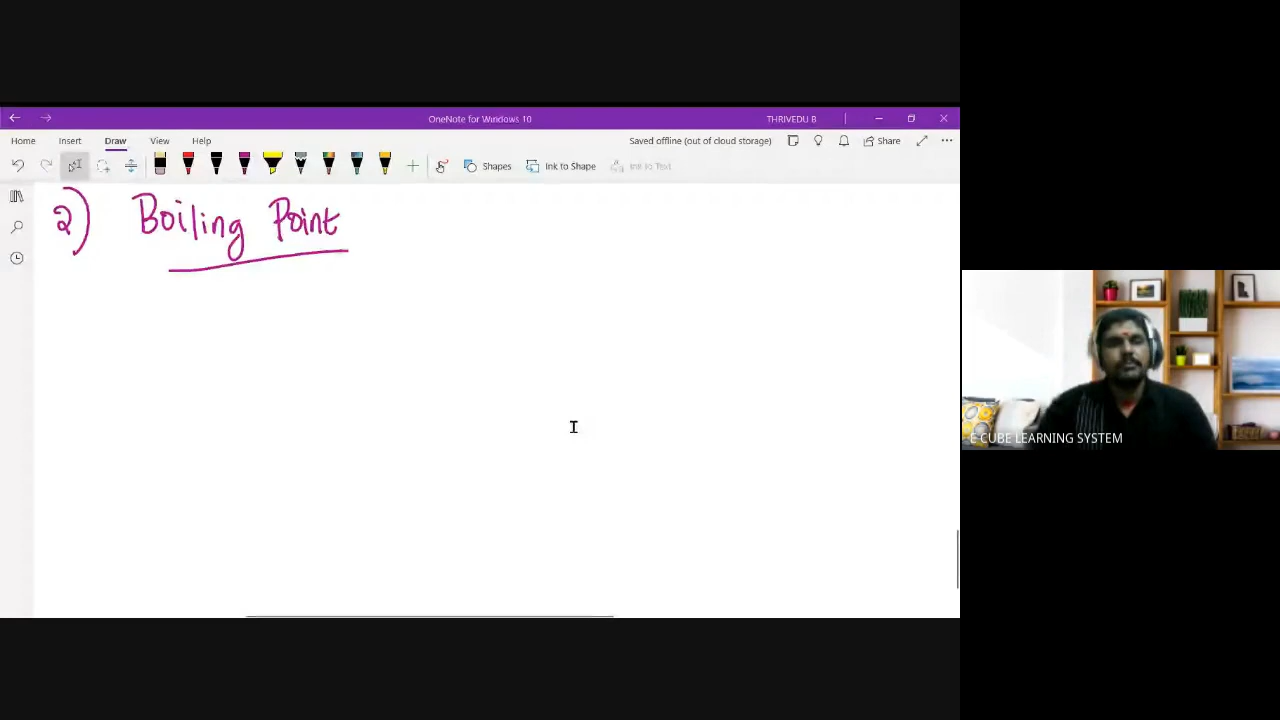 OneNote for Windows 10
THRIVEDU B
Home Insert Draw View Help
Saved offline (out of cloud storage)
Share
Shapes
Ink to Shape
Ink to Text
2) Boiling Point
E CUBE LEARNING SYSTEM